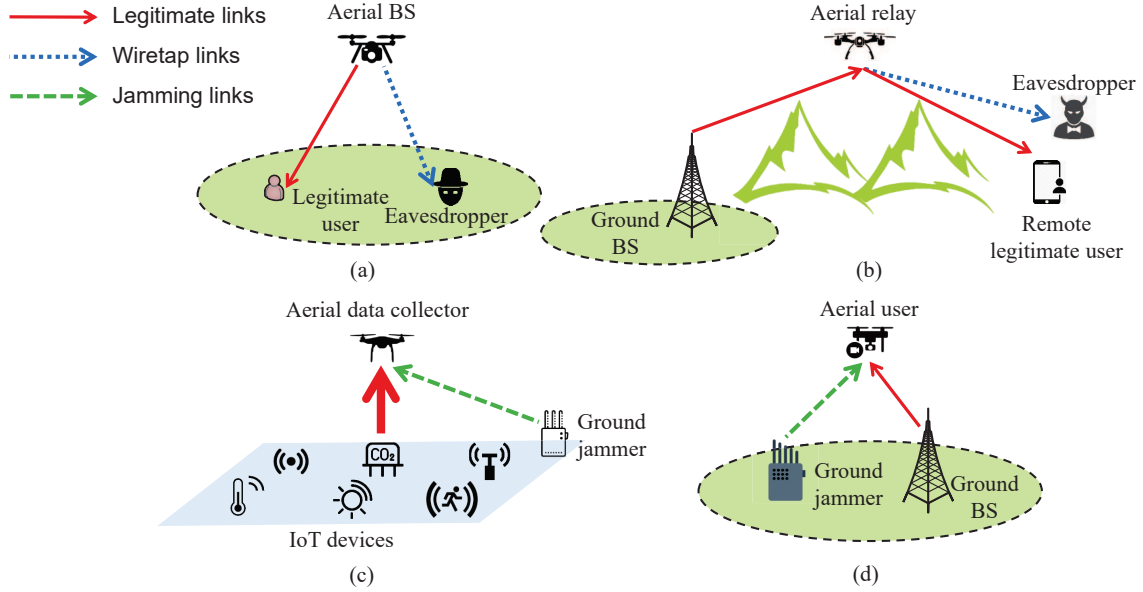 Legitimate links
Wiretap links
Jamming links
Aerial BS
Legitimate
user
Eavesdropper
(a)
Aerial relay
Eavesdropper
Ground
BS
Remote
legitimate user
(b)
Aerial data collector
CO2
Ground
jammer
IoT devices
(c)
Aerial user
Ground
jammer
Ground
BS
(d)